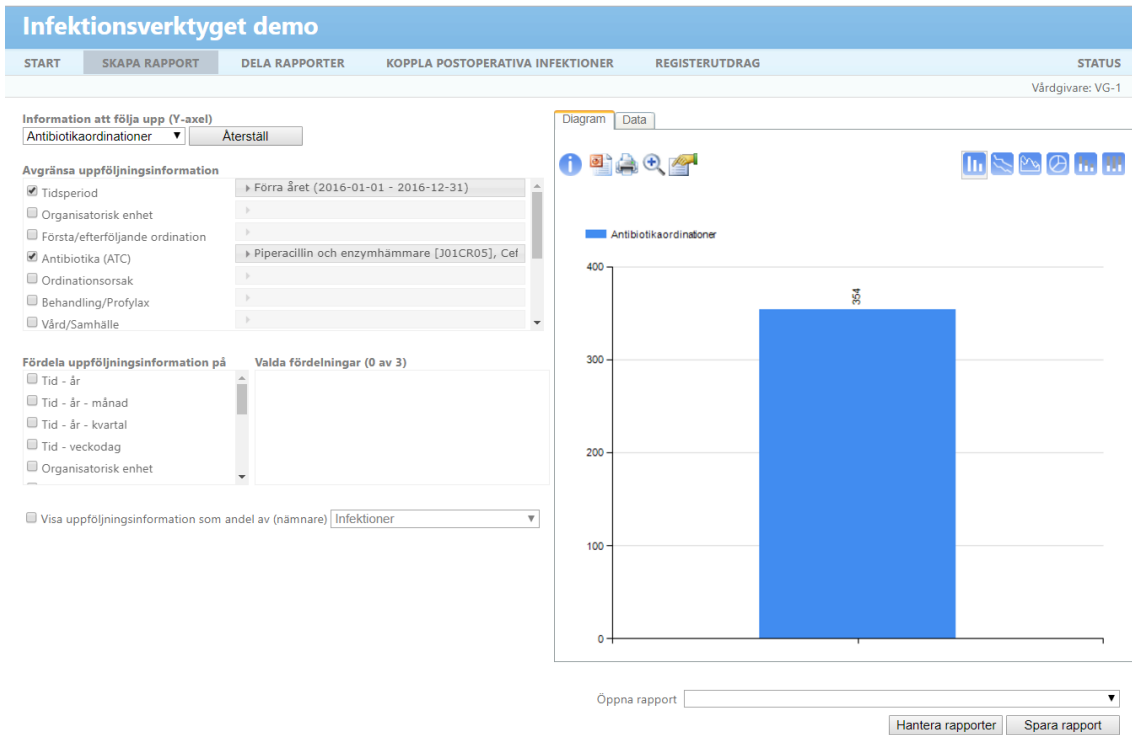 Infektionsverktyget demo
START SKAPA RAPPORT DELA RAPPORTER KOPPLA POSTOPERATIVA INFEKTIONER REGISTERUTDRAG STATUS
Vårdgivare: VG-1
Information att följa upp (Y-axel)
Antibiotikaordinationer Återställ
Avgränsa uppföljningsinformation
Tidsperiod Förra året (2016-01-01 - 2016-12-31)
Organisatorisk enhet
Första/efterföljande ordination
Antibiotika (ATC) Piperacillin och enzymhämmare [J01CR05], Cef
Ordinationsorsak
Behandling/Profylax
Vård/Samhälle
Fördela uppföljningsinformation på Valda fördelningar (0 av 3)
Tid - år
Tid - år - månad
Tid - år - kvartal
Tid - veckodag
Organisatorisk enhet
Visa uppföljningsinformation som andel av (nämnare) Infektioner
Diagram Data
Antibiotikaordinationer
400
354
300
200
100
0
Öppna rapport
Hantera rapporter Spara rapport